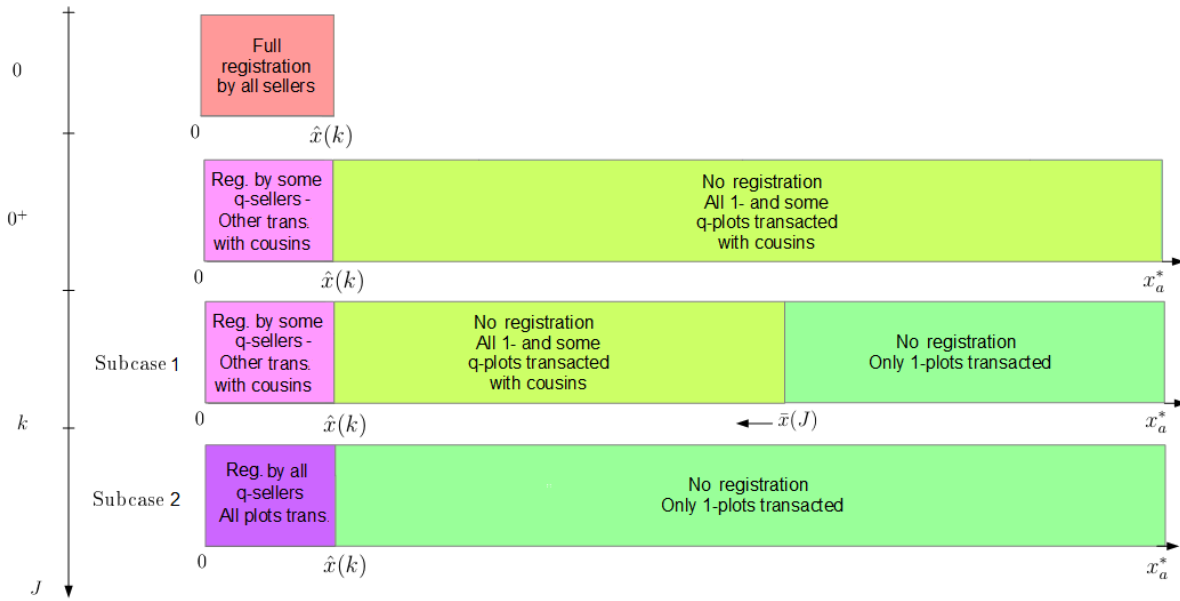 0
Full
registration
by all sellers
0
x̂(k)
0⁺
Reg. by some
q-sellers -
Other trans.
with cousins
No registration
All 1- and some
q-plots transacted
with cousins
0
x̂(k)
x*ₐ
Subcase 1
Reg. by some
q-sellers -
Other trans.
with cousins
No registration
All 1- and some
q-plots transacted
with cousins
No registration
Only 1-plots transacted
0
x̂(k)
x̄(J)
x*ₐ
k
Subcase 2
Reg. by all
q-sellers
All plots trans.
No registration
Only 1-plots transacted
0
x̂(k)
x*ₐ
J